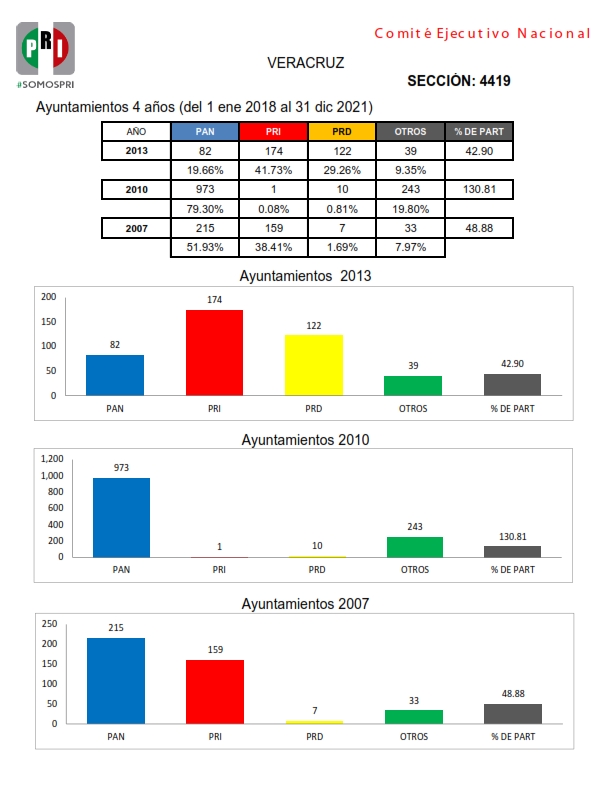 PRI
#SOMOSPRI
Comité Ejecutivo Nacional
VERACRUZ
SECCIÒN: 4419
Ayuntamientos 4 años (del 1 ene 2018 al 31 dic 2021)
AÑO PAN PRI PRD OTROS % DE PART
2013 82 174 122 39 42.90
19.66% 41.73% 29.26% 9.35%
2010 973 1 10 243 130.81
79.30% 0.08% 0.81% 19.80%
2007 215 159 7 33 48.88
51.93% 38.41% 1.69% 7.97%
Ayuntamientos 2013
200
150
100
50
0
82
174
122
39
42.90
PAN PRI PRD OTROS % DE PART
Ayuntamientos 2010
1,200
1,000
800
600
400
200
0
973
1
10
243
130.81
PAN PRI PRD OTROS % DE PART
Ayuntamientos 2007
250
200
150
100
50
0
215
159
7
33
48.88
PAN PRI PRD OTROS % DE PART